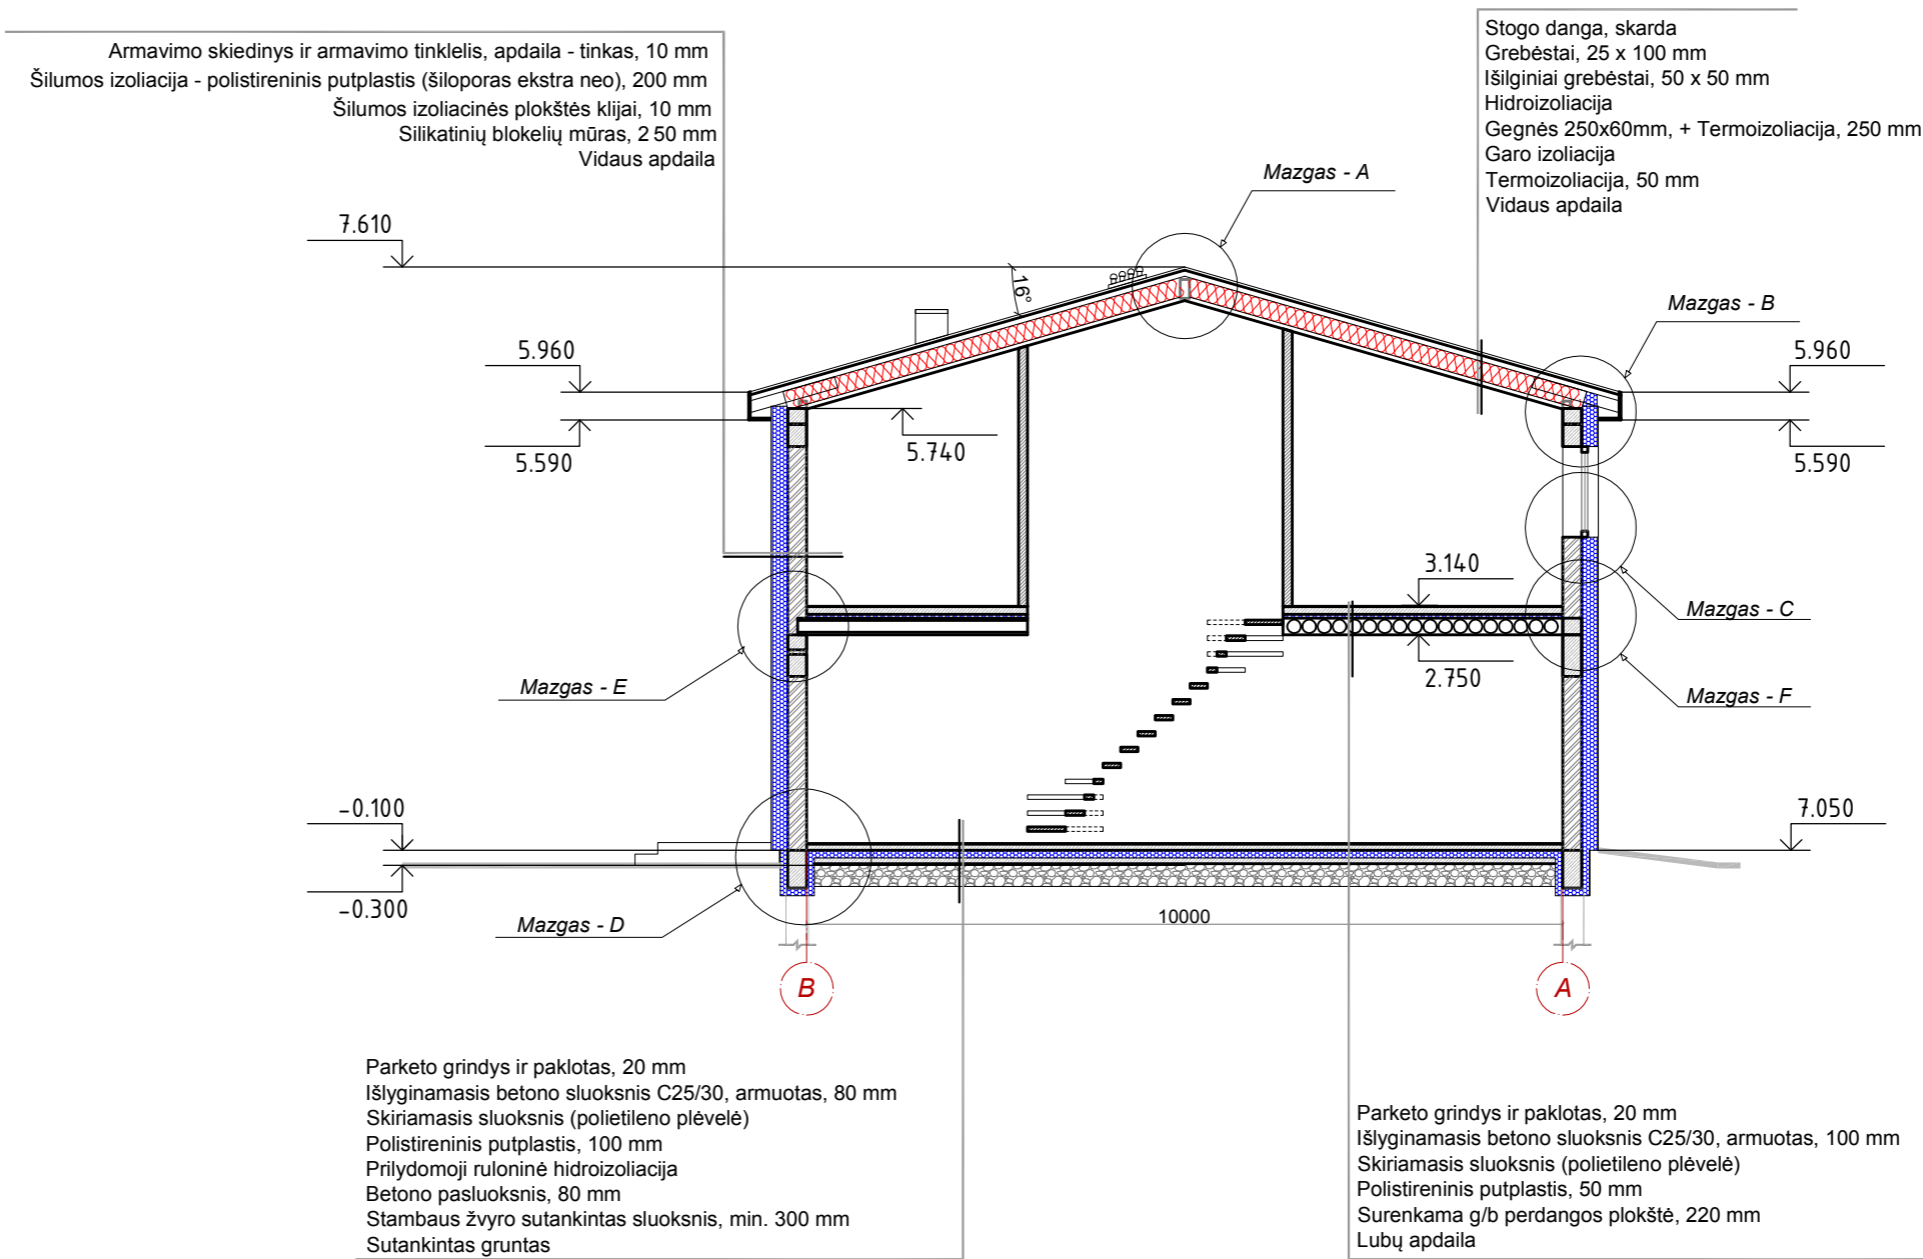 Armavimo skiedinys ir armavimo tinklelis, apdaila - tinkas, 10 mm
Šilumos izoliacija - polistireninis putplastis (šiloporas ekstra neo), 200 mm
Šilumos izoliacinės plokštės klijai, 10 mm
Silikatinių blokelių mūras, 2 50 mm
Vidaus apdaila
Stogo danga, skarda
Grebėstai, 25 x 100 mm
Išilginiai grebėstai, 50 x 50 mm
Hidroizoliacija
Gegnės 250x60mm, + Termoizoliacija, 250 mm
Garo izoliacija
Termoizoliacija, 50 mm
Vidaus apdaila
Mazgas - A
7.610
16°
Mazgas - B
5.960
5.960
5.740
5.590
5.590
3.140
Mazgas - C
2.750
Mazgas - E
Mazgas - F
-0.100
7.050
-0.300
Mazgas - D
10000
B
A
Parketo grindys ir paklotas, 20 mm
Išlyginamasis betono sluoksnis C25/30, armuotas, 80 mm
Skiriamasis sluoksnis (polietileno plėvelė)
Polistireninis putplastis, 100 mm
Prilydomoji ruloninė hidroizoliacija
Betono pasluoksnis, 80 mm
Stambaus žvyro sutankintas sluoksnis, min. 300 mm
Sutankintas gruntas
Parketo grindys ir paklotas, 20 mm
Išlyginamasis betono sluoksnis C25/30, armuotas, 100 mm
Skiriamasis sluoksnis (polietileno plėvelė)
Polistireninis putplastis, 50 mm
Surenkama g/b perdangos plokštė, 220 mm
Lubų apdaila